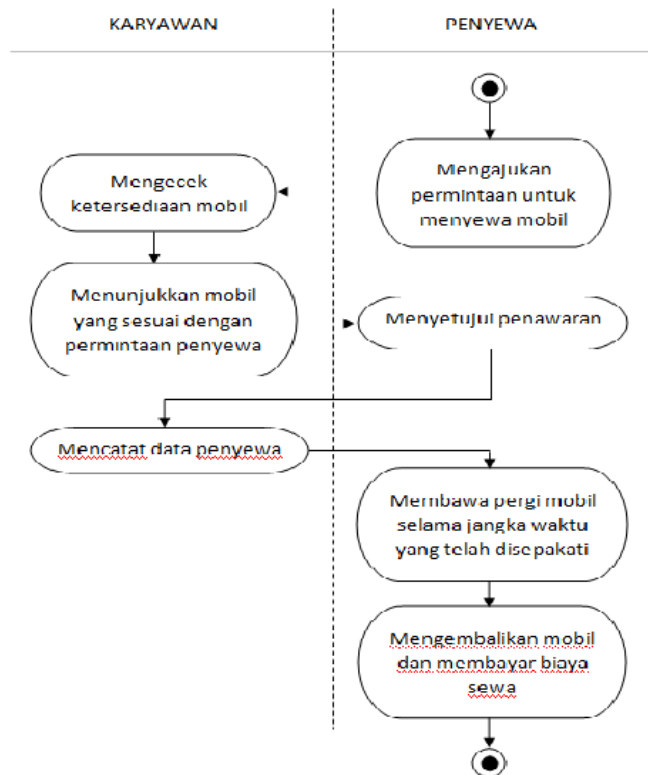 KARYAWAN
PENYEWA
Mengajukan
permintaan untuk
menyewa mobil
Mengecek
ketersediaan mobil
Menunjukkan mobil
yang sesuai dengan
permintaan penyewa
Menyetujui penawaran
Mencatat data penyewa
Membawa pergi mobil
selama jangka waktu
yang telah disepakati
Mengembalikan mobil
dan membayar biaya
sewa